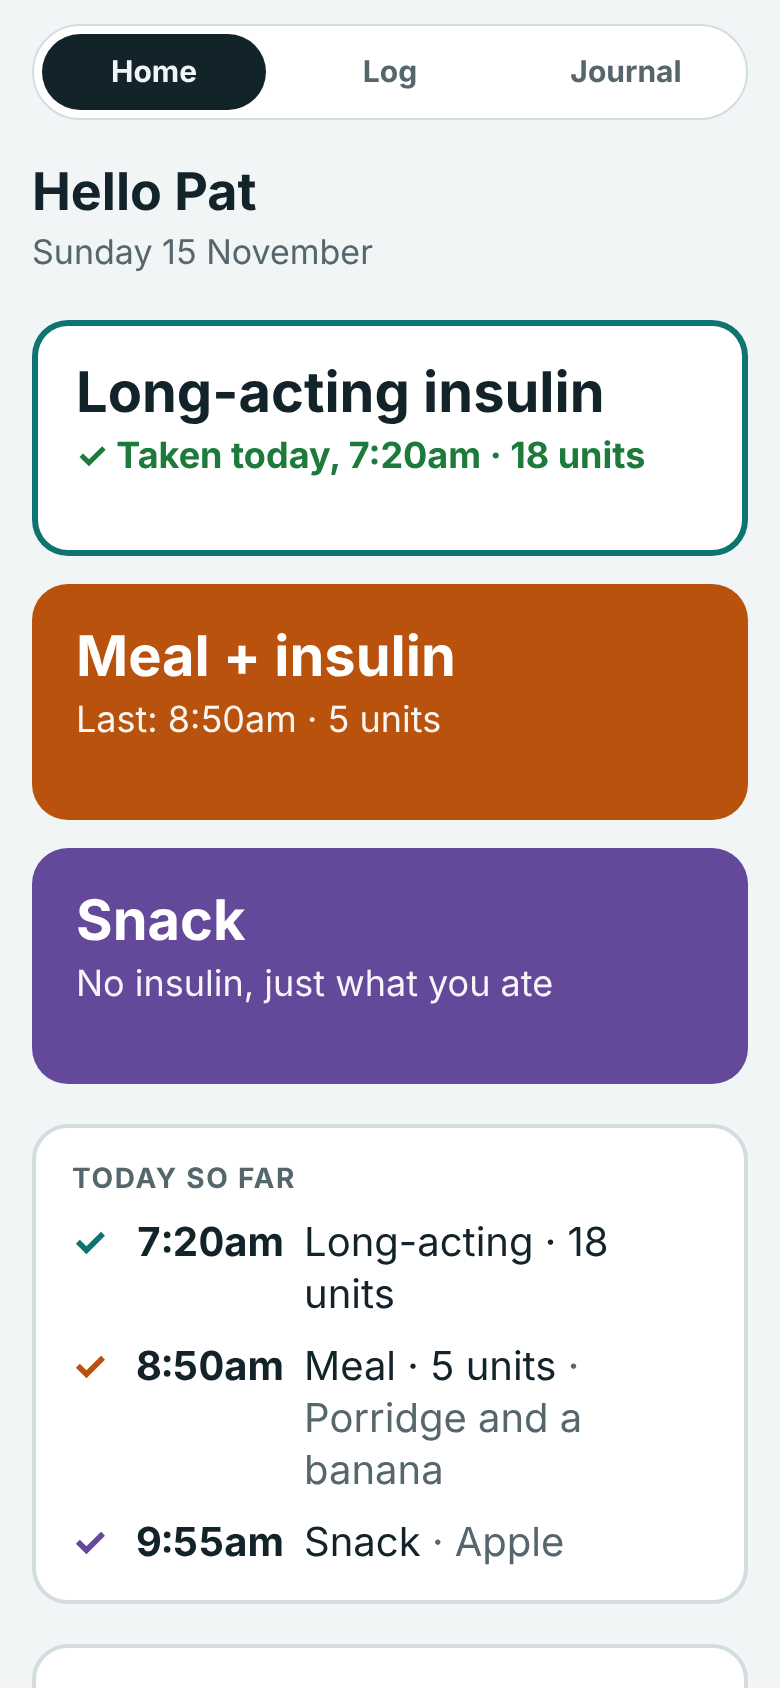 Home
Log
Journal
Hello Pat
Sunday 15 November
Long-acting insulin
✓ Taken today, 7:20am · 18 units
Meal + insulin
Last: 8:50am · 5 units
Snack
No insulin, just what you ate
TODAY SO FAR
✓ 7:20am Long-acting · 18
units
✓ 8:50am Meal · 5 units ·
Porridge and a
banana
✓ 9:55am Snack · Apple